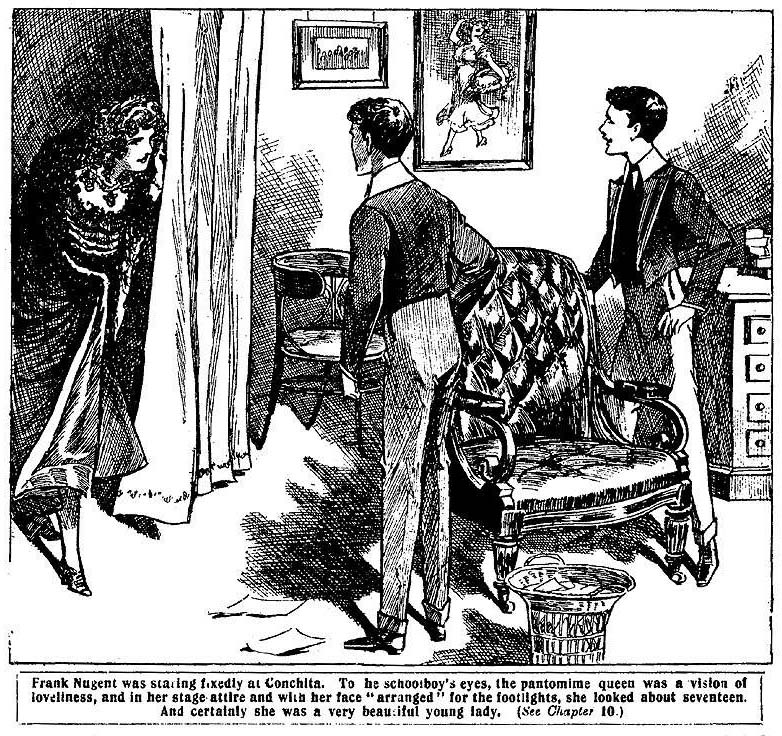 Frank Nugent was staring fixedly at Conchita. To he schoolboy's eyes, the pantomime queen was a vision of
loveliness, and in her stage attire and with her face "arranged" for the footlights, she looked about seventeen.
And certainly she was a very beautiful young lady. (See Chapter 10.)